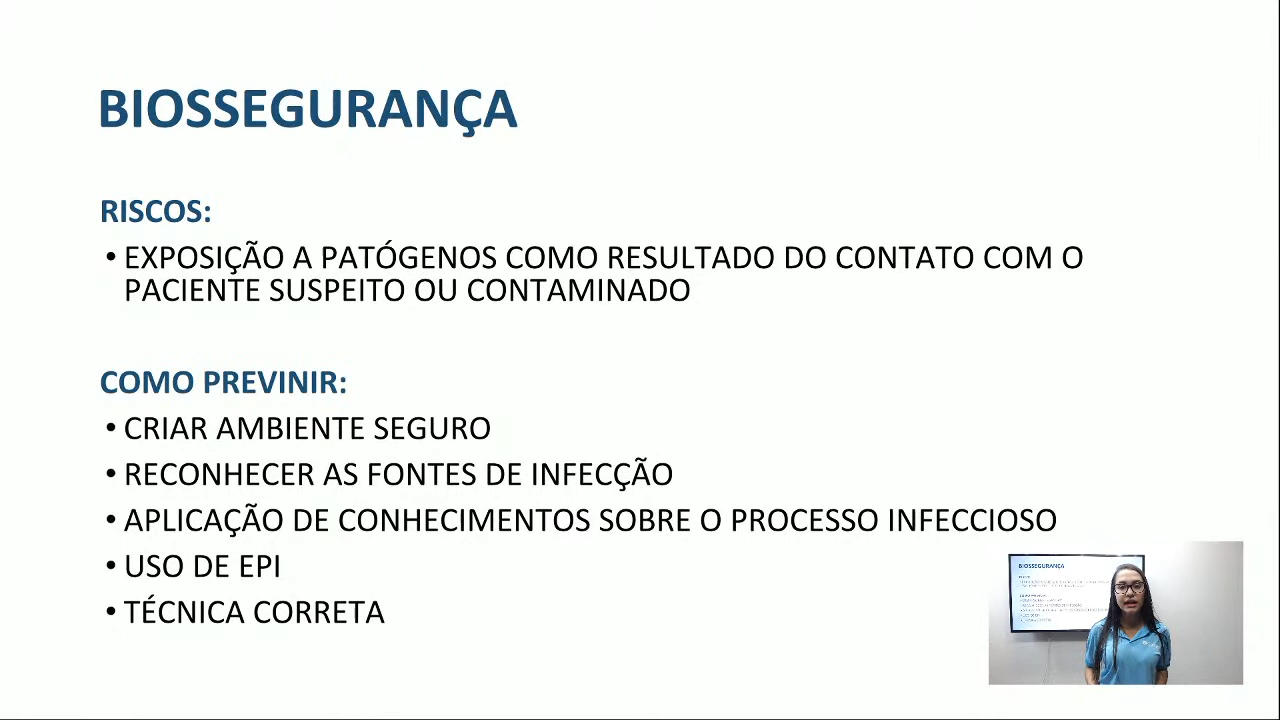 BIOSSEGURANÇA
RISCOS:
• EXPOSIÇÃO A PATÓGENOS COMO RESULTADO DO CONTATO COM O
PACIENTE SUSPEITO OU CONTAMINADO
COMO PREVINIR:
• CRIAR AMBIENTE SEGURO
• RECONHECER AS FONTES DE INFECÇÃO
• APLICAÇÃO DE CONHECIMENTOS SOBRE O PROCESSO INFECCIOSO
• USO DE EPI
• TÉCNICA CORRETA
BIOSSEGURANÇA